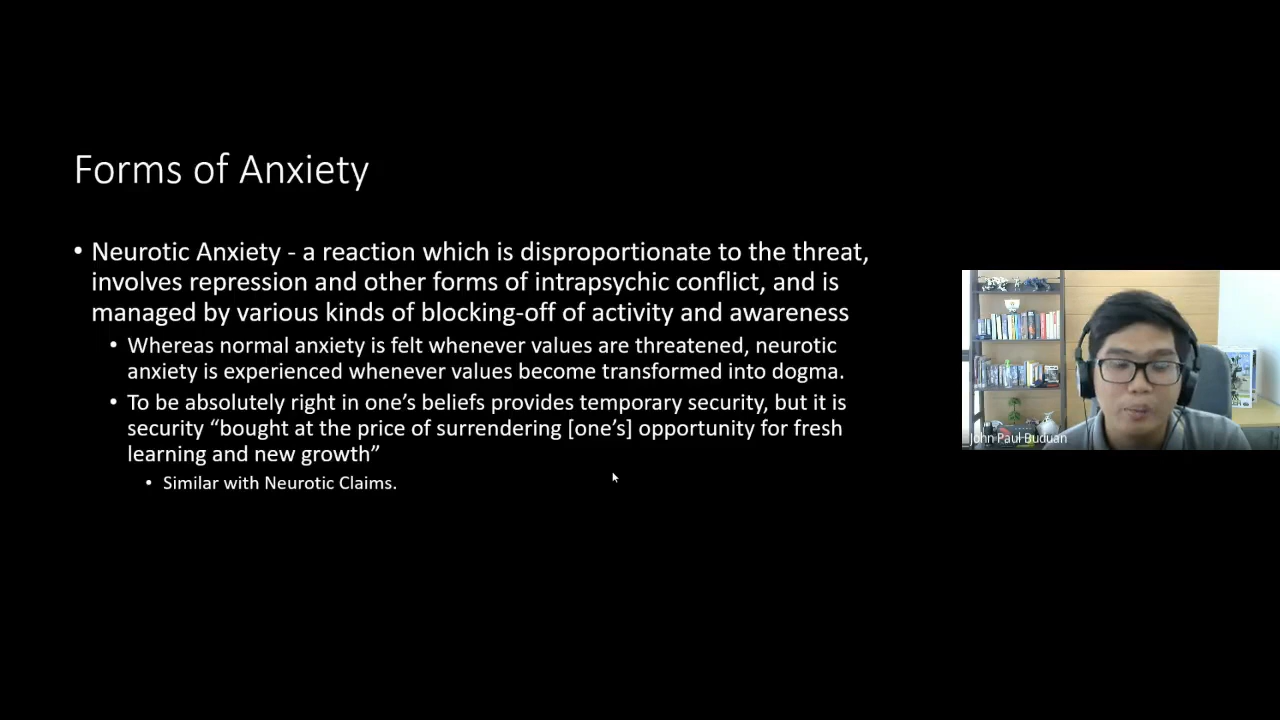 Forms of Anxiety
• Neurotic Anxiety - a reaction which is disproportionate to the threat,
involves repression and other forms of intrapsychic conflict, and is
managed by various kinds of blocking-off of activity and awareness
• Whereas normal anxiety is felt whenever values are threatened, neurotic
anxiety is experienced whenever values become transformed into dogma.
• To be absolutely right in one's beliefs provides temporary security, but it is
security “bought at the price of surrendering [one's] opportunity for fresh
learning and new growth”
• Similar with Neurotic Claims.
John Paul Buduan